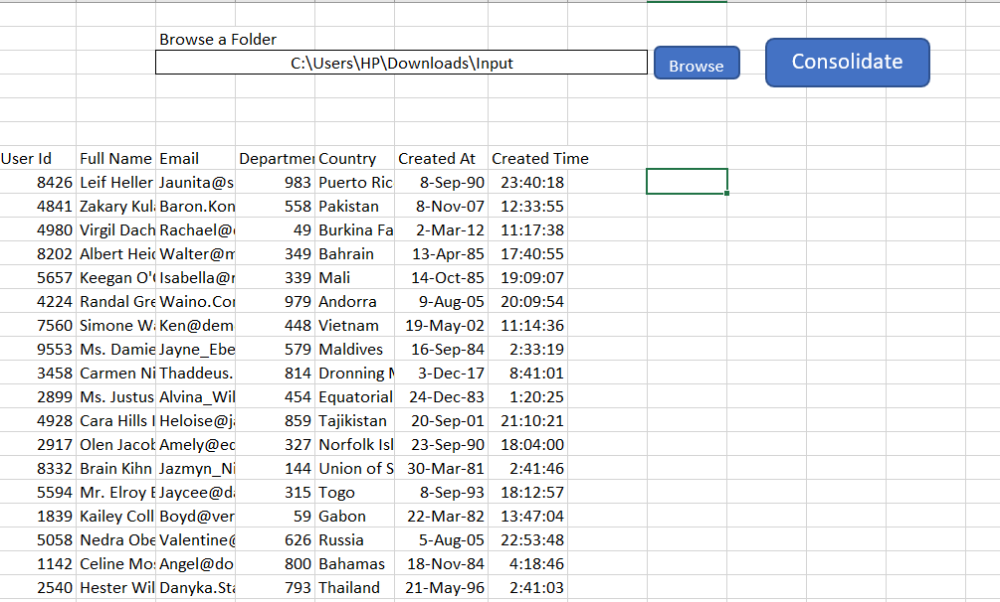 Browse a Folder
C:\Users\HP\Downloads\Input Browse Consolidate
User Id Full Name Email Departmen Country Created At Created Time
8426 Leif Heller Jaunita@s 983 Puerto Ric 8-Sep-90 23:40:18
4841 Zakary Kul Baron.Kon 558 Pakistan 8-Nov-07 12:33:55
4980 Virgil Dach Rachael@ 49 Burkina Fa 2-Mar-12 11:17:38
8202 Albert Heid Walter@m 349 Bahrain 13-Apr-85 17:40:55
5657 Keegan O' Isabella@r 339 Mali 14-Oct-85 19:09:07
4224 Randal Gre Waino.Cor 979 Andorra 9-Aug-05 20:09:54
7560 Simone Wa Ken@dem 448 Vietnam 19-May-02 11:14:36
9553 Ms. Damie Jayne_Ebe 579 Maldives 16-Sep-84 2:33:19
3458 Carmen Ni Thaddeus. 814 Dronning M 3-Dec-17 8:41:01
2899 Ms. Justus Alvina_Wil 454 Equatorial 24-Dec-83 1:20:25
4928 Cara Hills I Heloise@j 859 Tajikistan 20-Sep-01 21:10:21
2917 Olen Jacob Amely@ed 327 Norfolk Isl 23-Sep-90 18:04:00
8332 Brain Kihn Jazmyn_Ni 144 Union of S 30-Mar-81 2:41:46
5594 Mr. Elroy B Jaycee@d 315 Togo 8-Sep-93 18:12:57
1839 Kailey Coll Boyd@ver 59 Gabon 22-Mar-82 13:47:04
5058 Nedra Obe Valentine@ 626 Russia 5-Aug-05 22:53:48
1142 Celine Mos Angel@do 800 Bahamas 18-Nov-84 4:18:46
2540 Hester Wil Danyka.Sta 793 Thailand 21-May-96 2:41:03